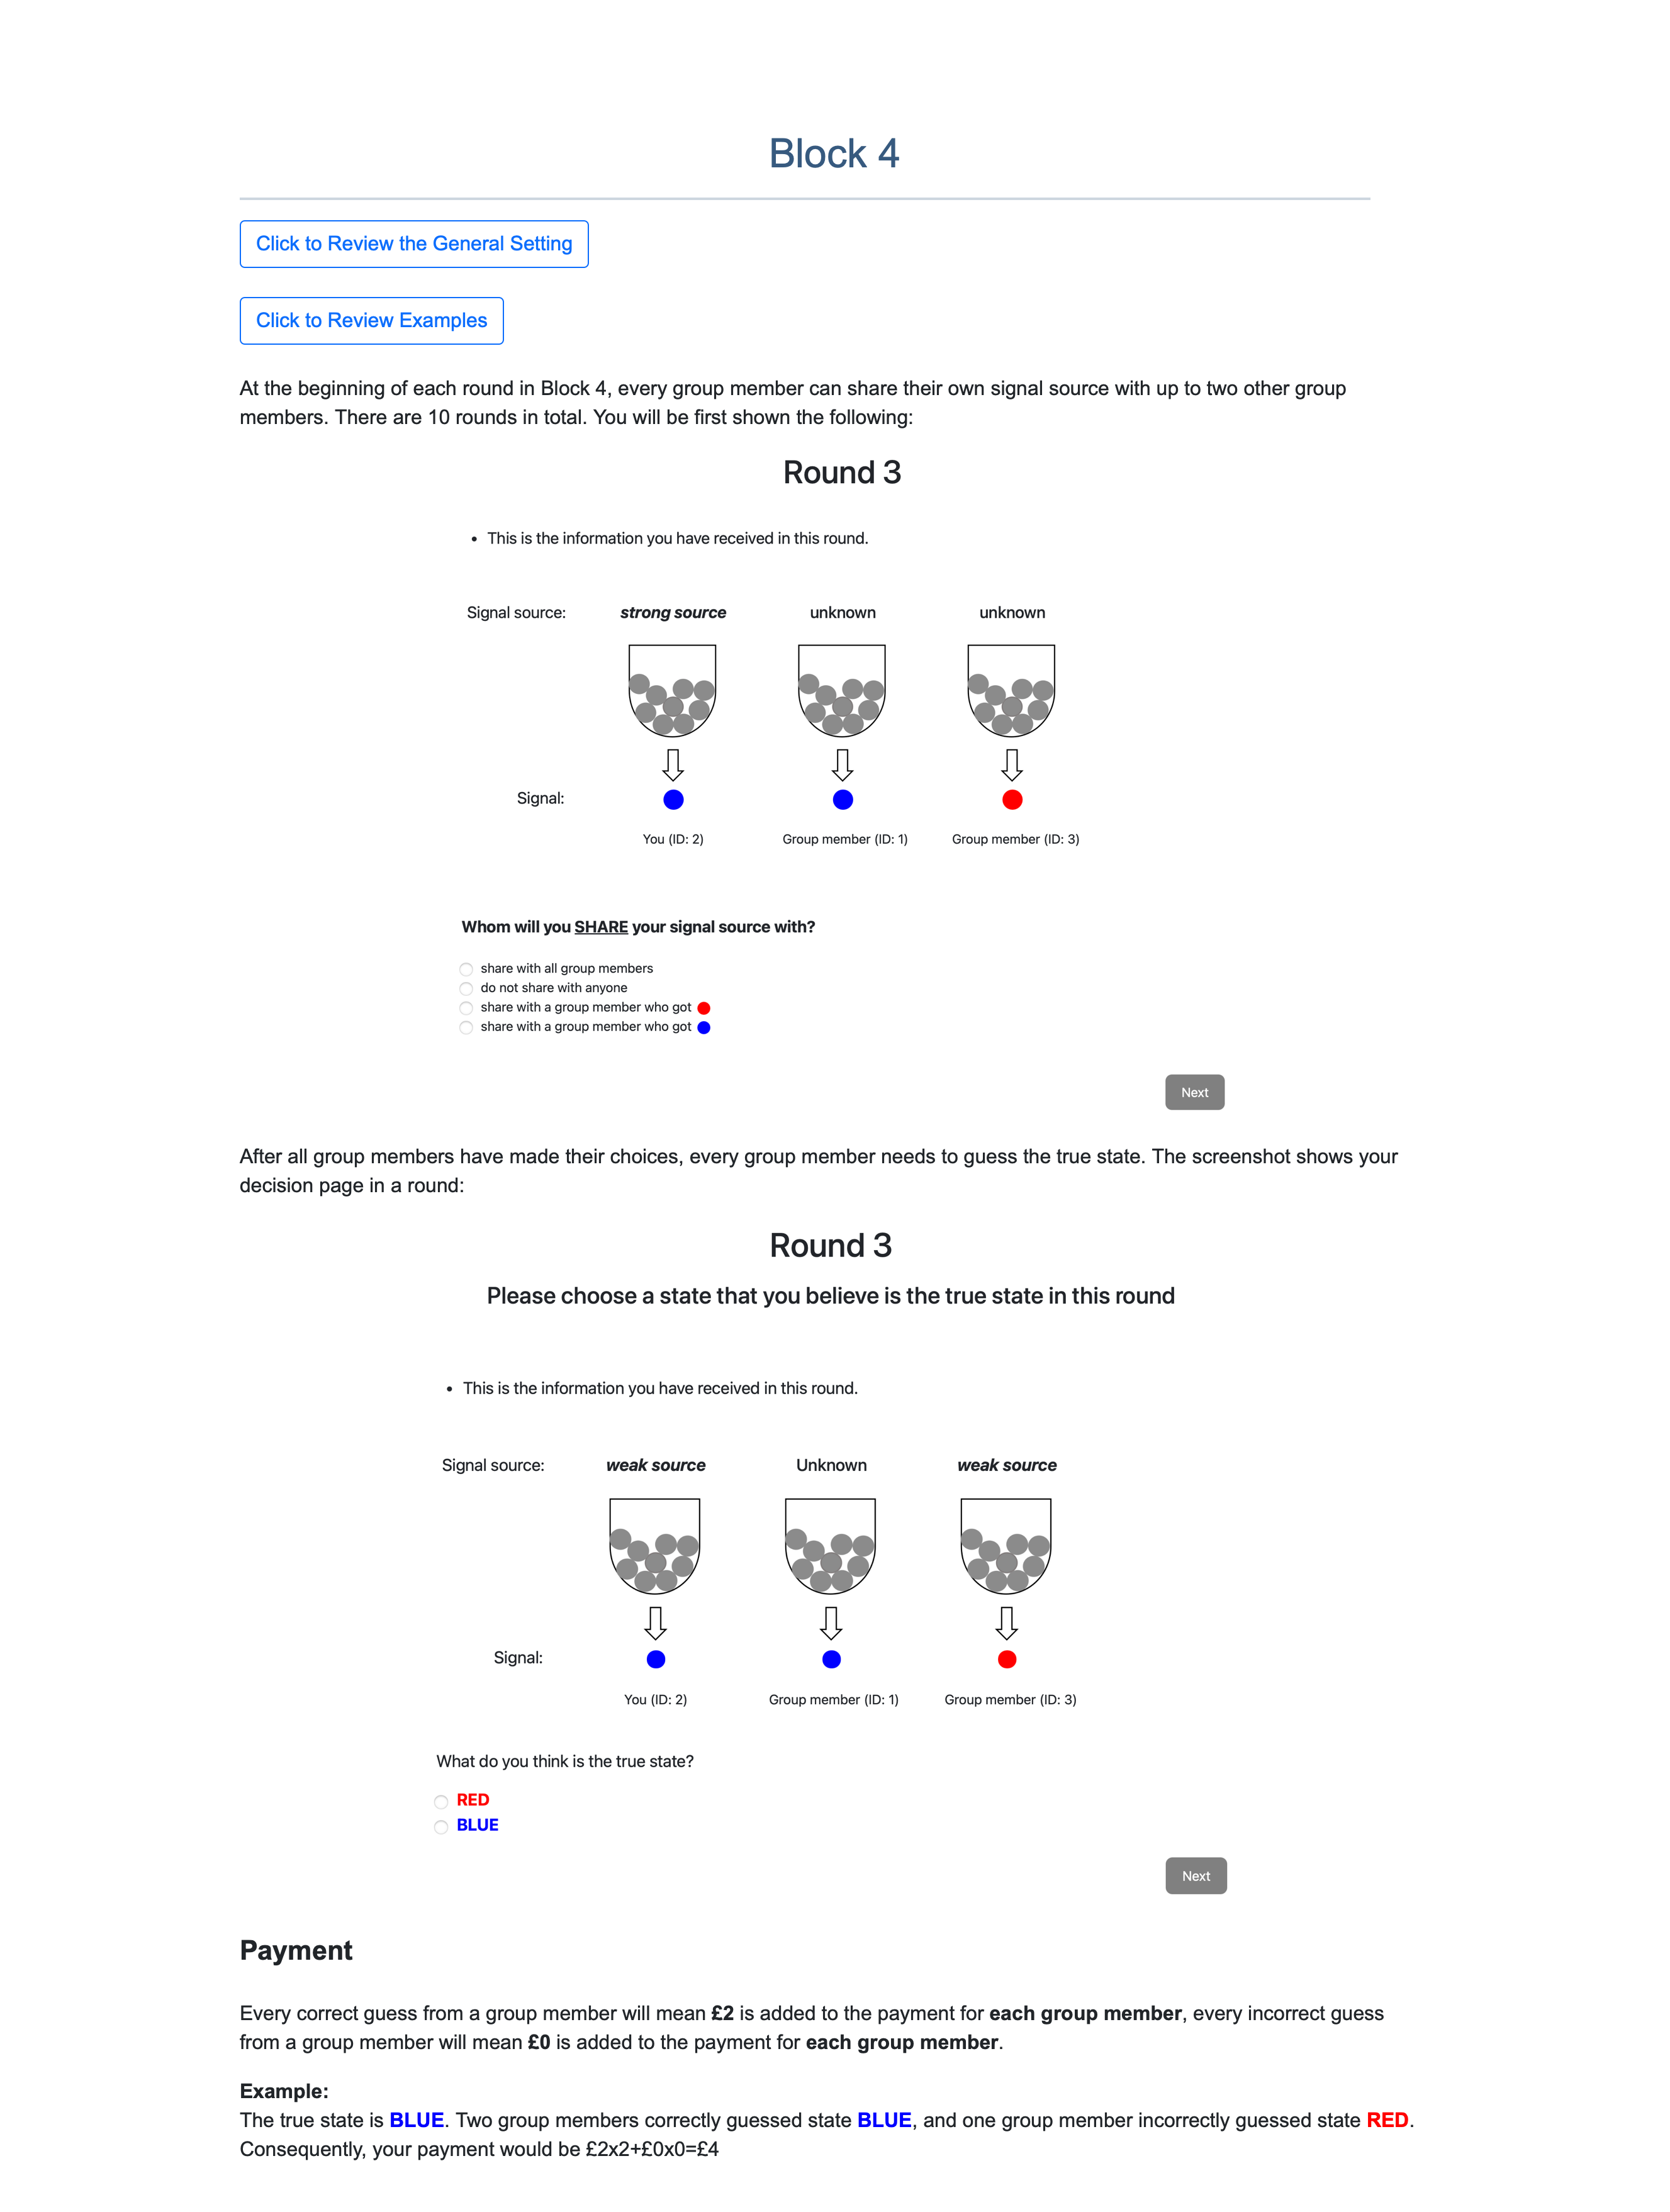 Block 4
Click to Review the General Setting
Click to Review Examples
At the beginning of each round in Block 4, every group member can share their own signal source with up to two other group
members. There are 10 rounds in total. You will be first shown the following:
Round 3
• This is the information you have received in this round.
Signal source: strong source unknown unknown
Signal:
You (ID: 2) Group member (ID: 1) Group member (ID: 3)
Whom will you SHARE your signal source with?
share with all group members
do not share with anyone
share with a group member who got
share with a group member who got
Next
After all group members have made their choices, every group member needs to guess the true state. The screenshot shows your
decision page in a round:
Round 3
Please choose a state that you believe is the true state in this round
• This is the information you have received in this round.
Signal source: weak source Unknown weak source
Signal:
You (ID: 2) Group member (ID: 1) Group member (ID: 3)
What do you think is the true state?
RED
BLUE
Next
Payment
Every correct guess from a group member will mean £2 is added to the payment for each group member, every incorrect guess
from a group member will mean £0 is added to the payment for each group member.
Example:
The true state is BLUE. Two group members correctly guessed state BLUE, and one group member incorrectly guessed state RED.
Consequently, your payment would be £2x2+£0x0=£4